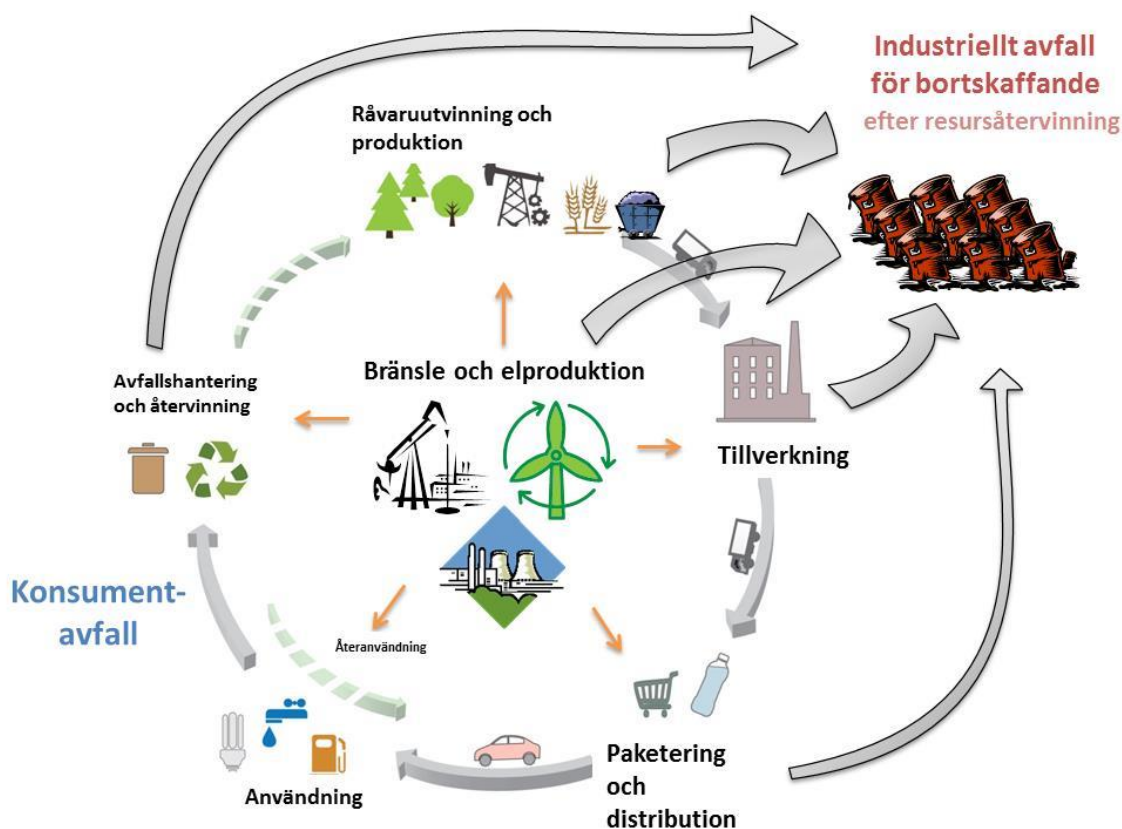 Industriellt avfall
för bortskaffande
efter resursåtervinning
Råvaruutvinning och
produktion
Avfallshantering
och återvinning
Bränsle och elproduktion
Tillverkning
Konsument-
avfall
Återanvändning
Användning
Paketering
och
distribution